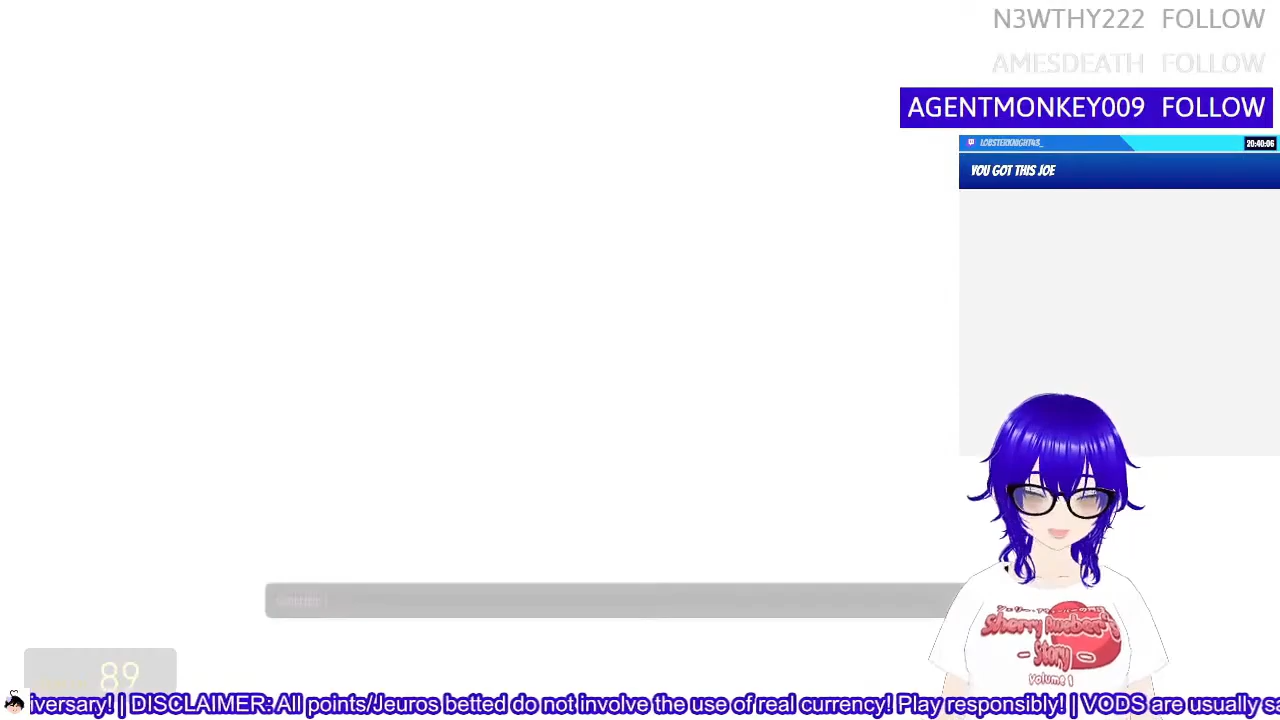 N3WTHY222 FOLLOW
AMESDEATH FOLLOW
AGENTMONKEY009 FOLLOW
LOBSTERKNIGHT43_ 20:40:06
YOU GOT THIS JOE
Sherry Aweber's
- Story -
Volume 1
89
iversary! | DISCLAIMER: All points/Jeuros betted do not involve the use of real currency! Play responsibly! | VODS are usually sa